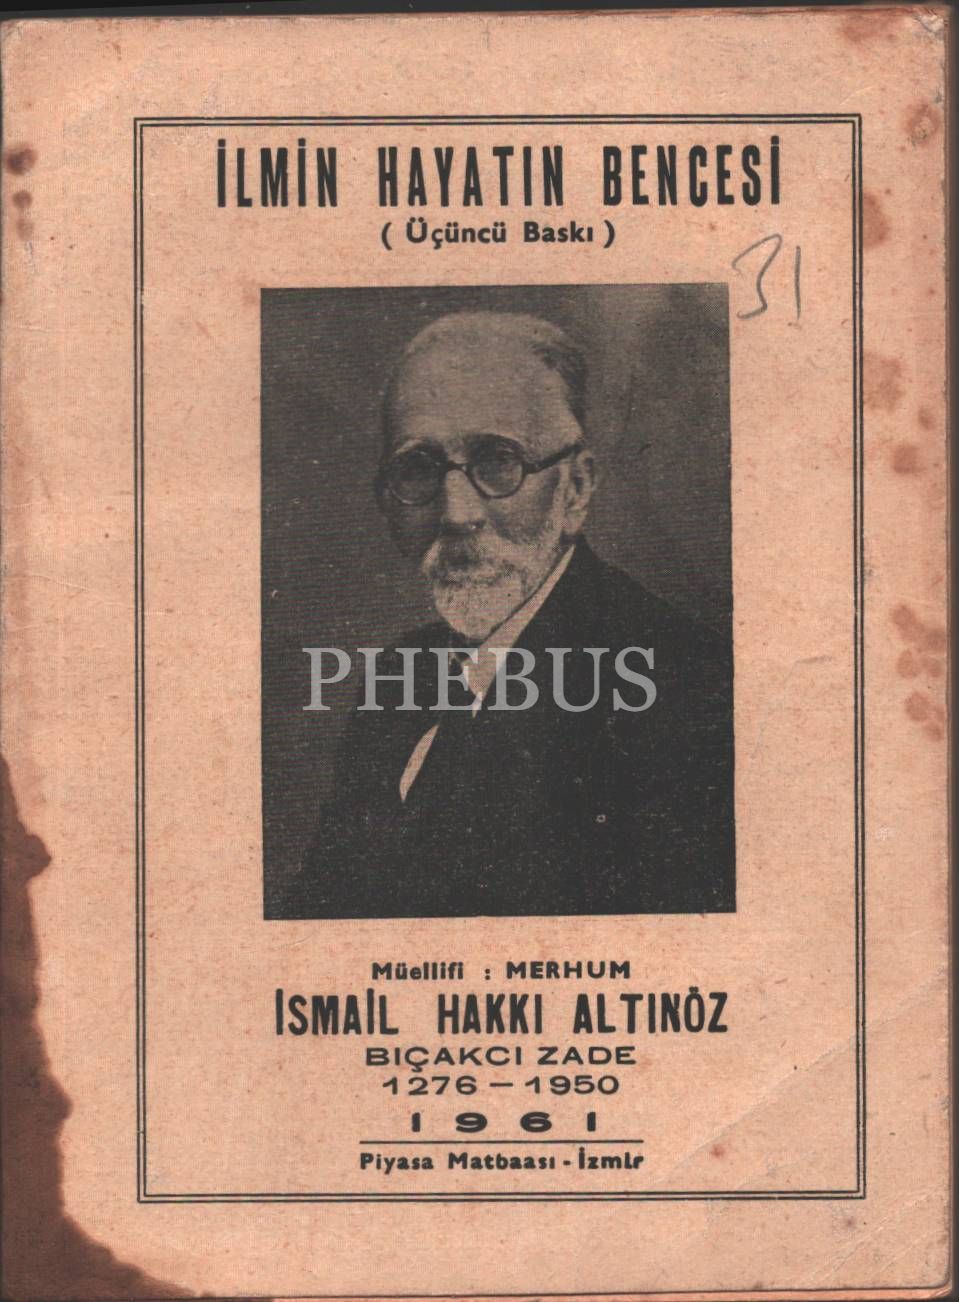 İLMİN HAYATIN BENCESİ
( Üçüncü Baskı )
31
PHEBUS
Müellifi : MERHUM
İSMAİL HAKKI ALTINÖZ
BIÇAKCI ZADE
1276 — 1950
1961
Piyasa Matbaası - İzmir